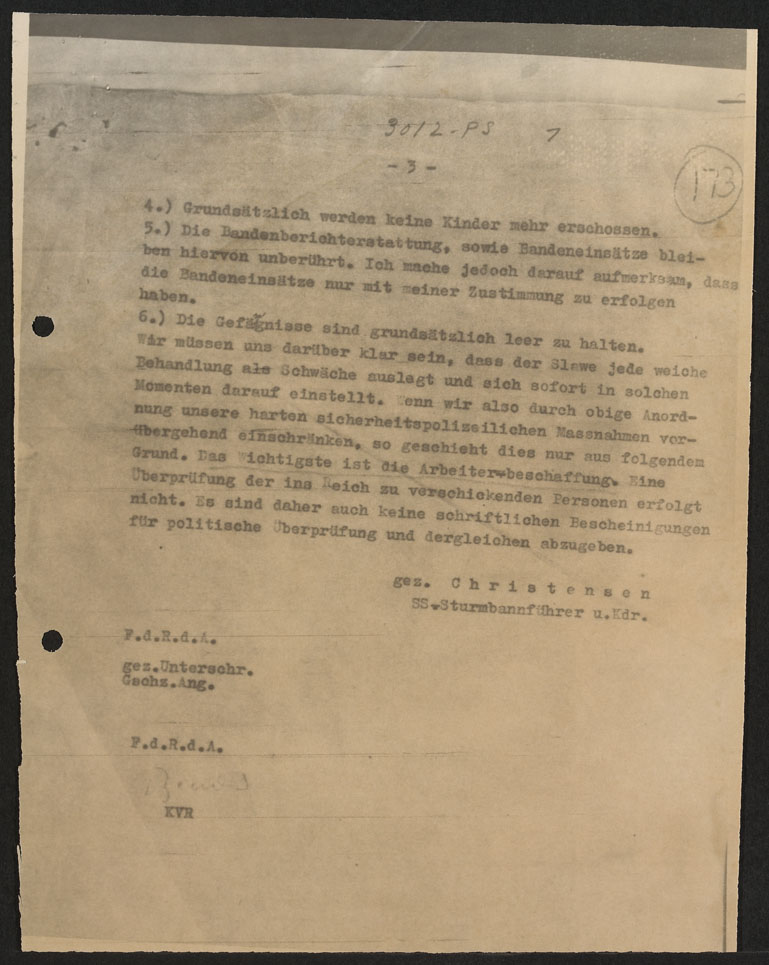 3012-PS 1
173
- 3 -
4.) Grundsätzlich werden keine Kinder mehr erschossen.
5.) Die Bandenberichterstattung, sowie Bandeneinsätze blei-
ben hiervon unberührt. Ich mache jedoch darauf aufmerksam, dass
die Bandeneinsätze nur mit meiner Zustimmung zu erfolgen
haben.
6.) Die Gefägnisse sind grundsätzlich leer zu halten.
Wir müssen uns darüber klar sein, dass der Slawe jede weiche
Behandlung als Schwäche auslegt und sich sofort in solchen
Momenten darauf einstellt. Wenn wir also durch obige Anord-
nung unsere harten sicherheitspolizeilichen Massnahmen vor-
übergehend einschränken, so geschieht dies nur aus folgendem
Grund. Das Wichtigste ist die Arbeiter-beschaffung. Eine
Überprüfung der ins Reich zu verschickenden Personen erfolgt
nicht. Es sind daher auch keine schriftlichen Bescheinigungen
für politische Überprüfung und dergleichen abzugeben.
gez. Christensen
SS-Sturmbannführer u.Kdr.
F.d.R.d.A.
gez.Unterschr.
Gschz.Ang.
F.d.R.d.A.
KVR